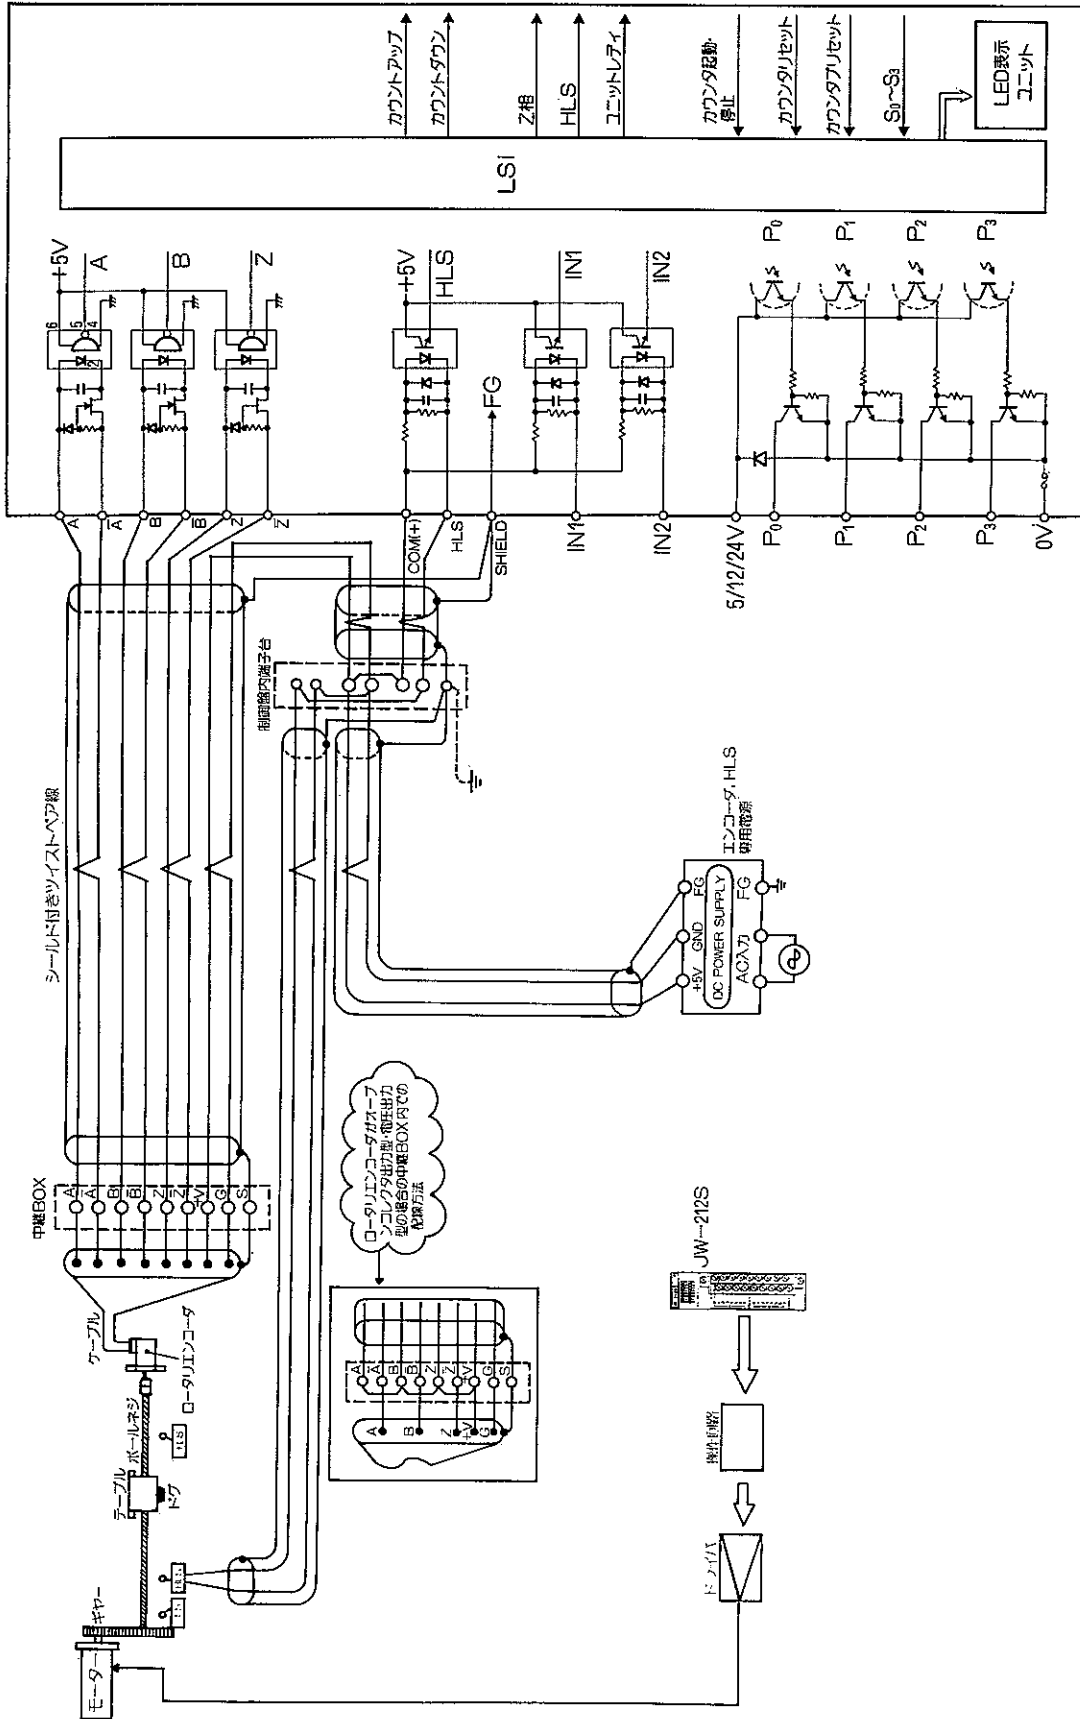 モーター
ギヤー
テーブル
ボールネジ
ドグ
HLS
ケーブル
ロータリエンコーダ
中継BOX
A
A̅
B
B̅
Z
Z̅
+V
G
S
シールド付きツイストペア線
ロータリエンコーダがオープ
ンコレクタ出力型・電圧出力
型の場合の中継BOX内での
配線方法
A
B
Z
+V
G
A
A̅
B
B̅
Z
Z̅
+V
G
S
制御盤内端子台
エンコーダ, HLS
専用電源
+5V
GND
FG
DC POWER SUPPLY
AC入力
FG
JW-212S
操作回路
ドライバ
A
A̅
B
B̅
Z
Z̅
COM(+)
HLS
SHIELD
IN1
IN2
5/12/24V
P₀
P₁
P₂
P₃
0V
+5V
6
5
4
2
A
B
Z
+5V
HLS
FG
IN1
IN2
P₀
P₁
P₂
P₃
LSi
カウントアップ
カウントダウン
Z相
HLS
ユニットレディ
カウンタ起動・
停止
カウンタリセット
カウンタプリセット
S₀〜S₃
LED表示
ユニット